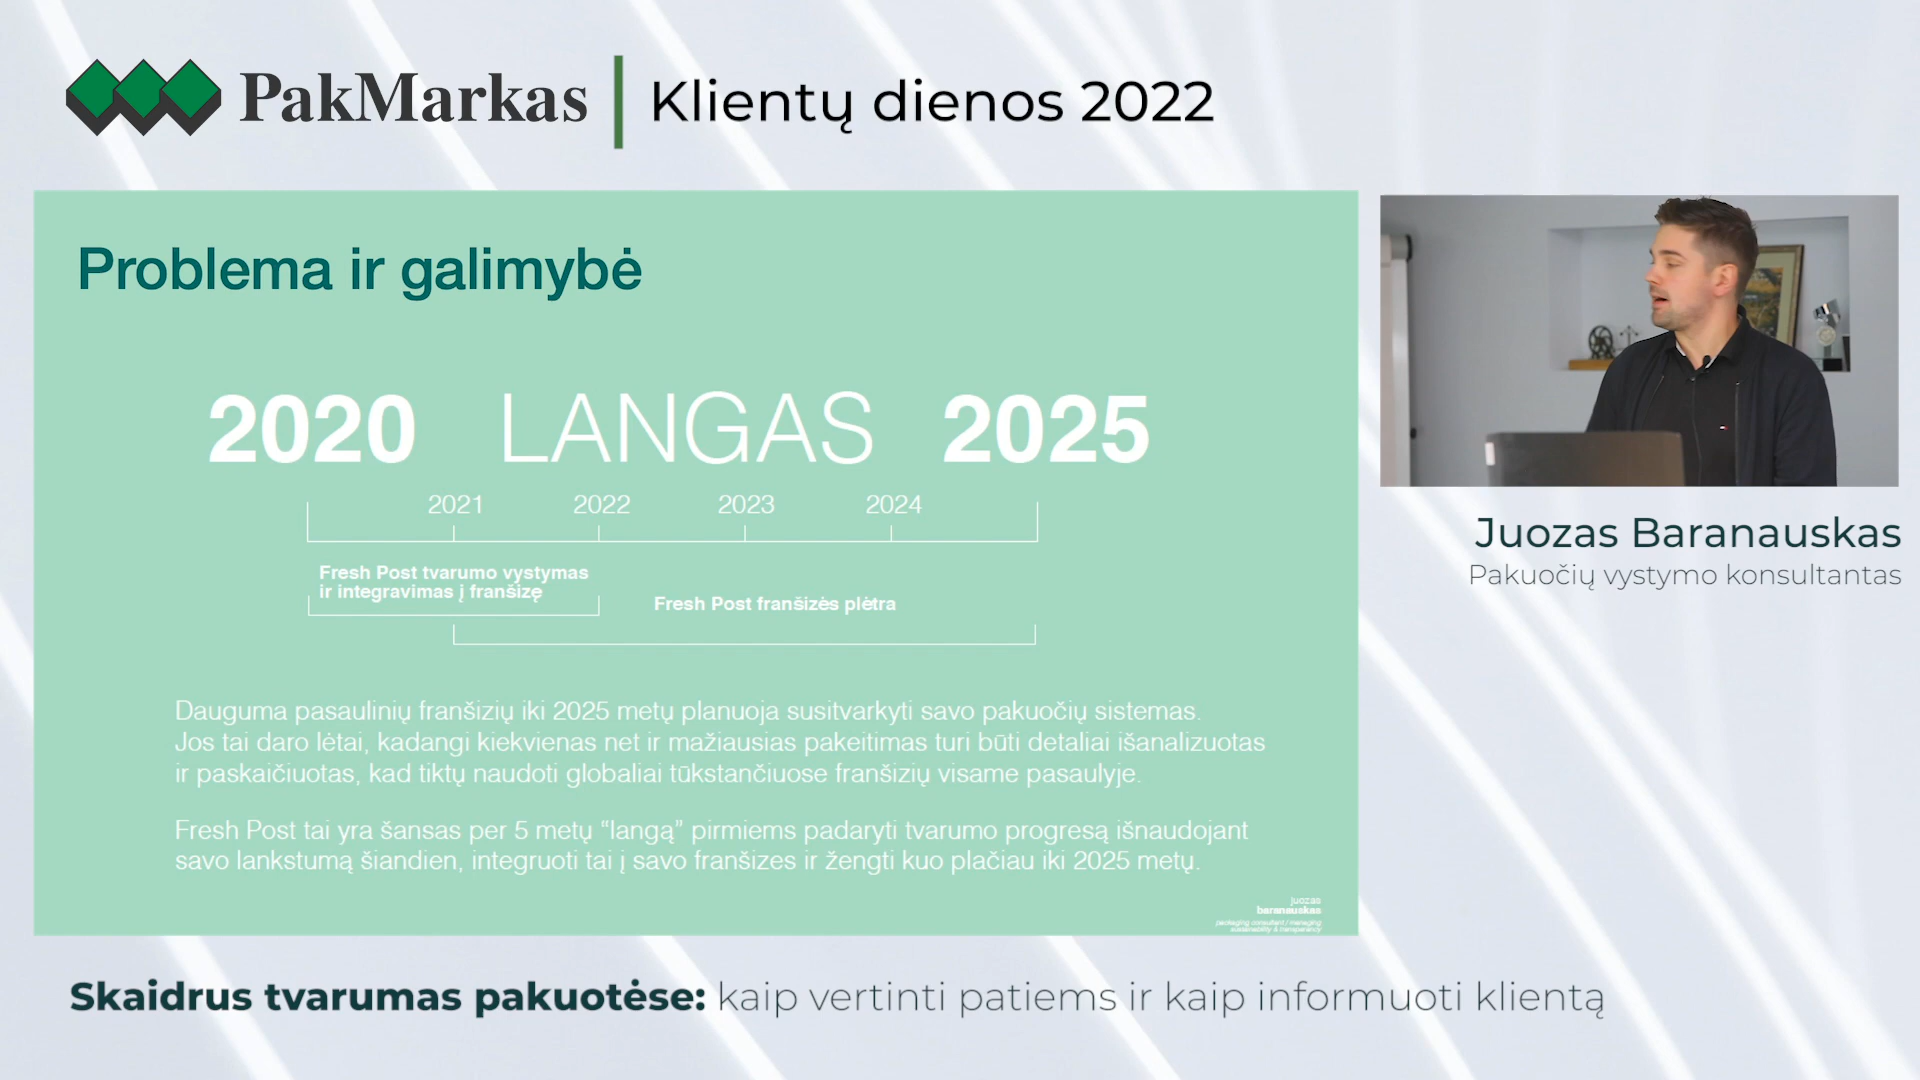 PakMarkas
Klientų dienos 2022
Problema ir galimybė
2020 LANGAS 2025
2021 2022 2023 2024
Fresh Post tvarumo vystymas
ir integravimas į franšizę
Fresh Post franšizės plėtra
Dauguma pasaulinių franšizių iki 2025 metų planuoja susitvarkyti savo pakuočių sistemas.
Jos tai daro lėtai, kadangi kiekvienas net ir mažiausias pakeitimas turi būti detaliai išanalizuotas
ir paskaičiuotas, kad tiktų naudoti globaliai tūkstančiuose franšizių visame pasaulyje.
Fresh Post tai yra šansas per 5 metų “langą” pirmiems padaryti tvarumo progresą išnaudojant
savo lankstumą šiandien, integruoti tai į savo franšizes ir žengti kuo plačiau iki 2025 metų.
juozas
baranauskas
packaging consultant / managing
sustainability & transparency
Juozas Baranauskas
Pakuočių vystymo konsultantas
Skaidrus tvarumas pakuotėse: kaip vertinti patiems ir kaip informuoti klientą